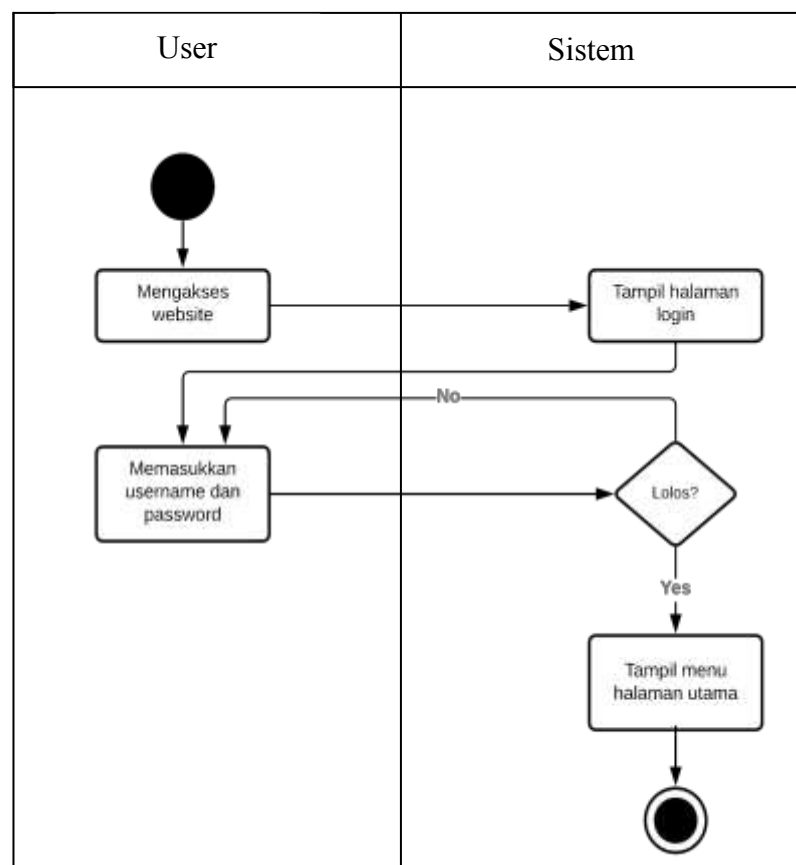 User
Sistem
Mengakses
website
Tampil halaman
login
No
Memasukkan
username dan
password
Lolos?
Yes
Tampil menu
halaman utama